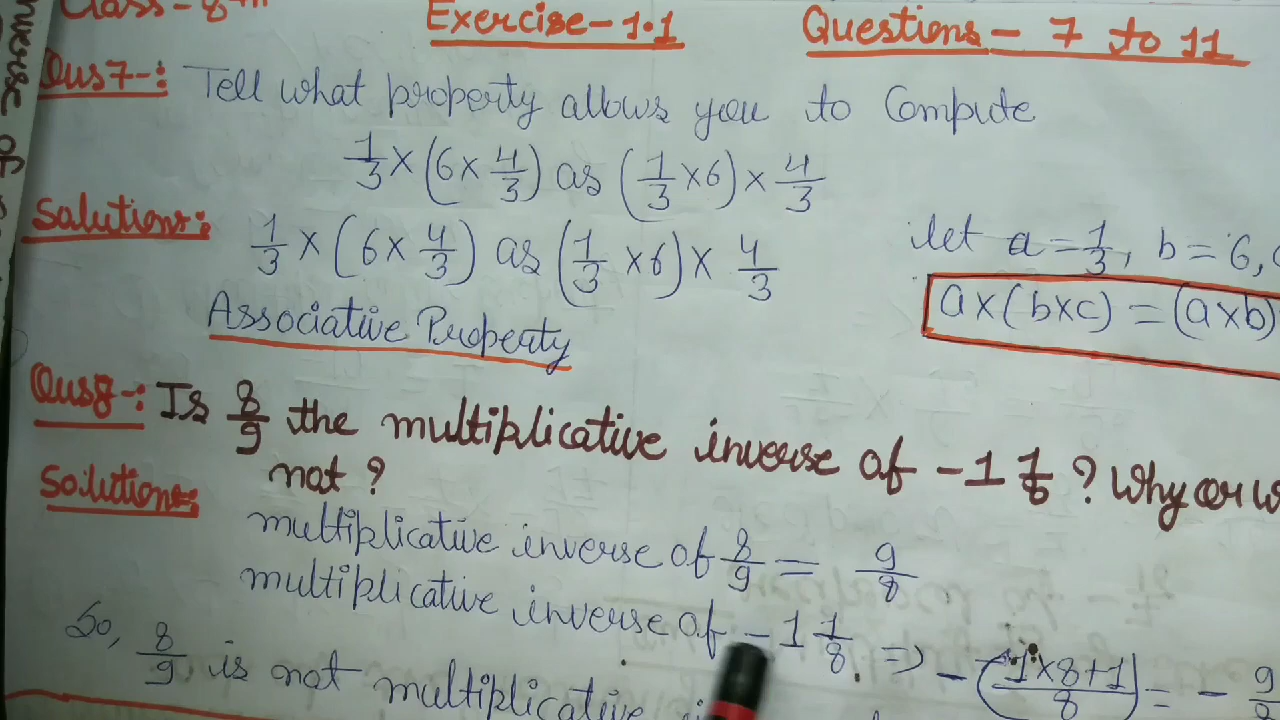 Class-8th
Exercise-1.1
Questions- 7 to 11
Qus7-: Tell what property allows you to Compute
1/3 × (6 × 4/3) as (1/3 × 6) × 4/3
Salution:
1/3 × (6 × 4/3) as (1/3 × 6) × 4/3
let a = 1/3, b = 6,
Associative Property
a×(b×c) = (a×b)
Qus8-: Is 8/9 the multiplicative inverse of -1 1/8 ? Why or w
not ?
Solution:
multiplicative inverse of 8/9 = 9/8
multiplicative inverse of -1 1/8 => -(1×8+1/8) = - 9/8
So, 8/9 is not multiplicative